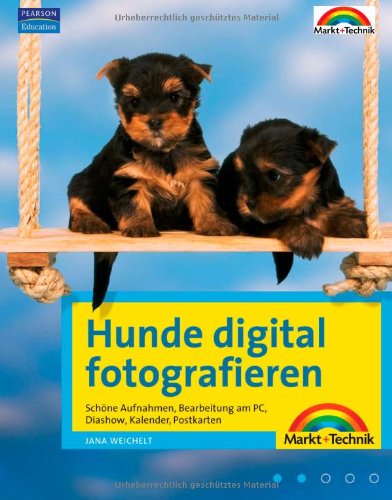 Urheberrechtlich geschütztes Material
PEARSON
Education
Markt+Technik
Hunde digital
fotografieren
Schöne Aufnahmen, Bearbeitung am PC,
Diashow, Kalender, Postkarten
JANA WEICHELT
Markt+Technik
Urheberrechtlich geschütztes Material